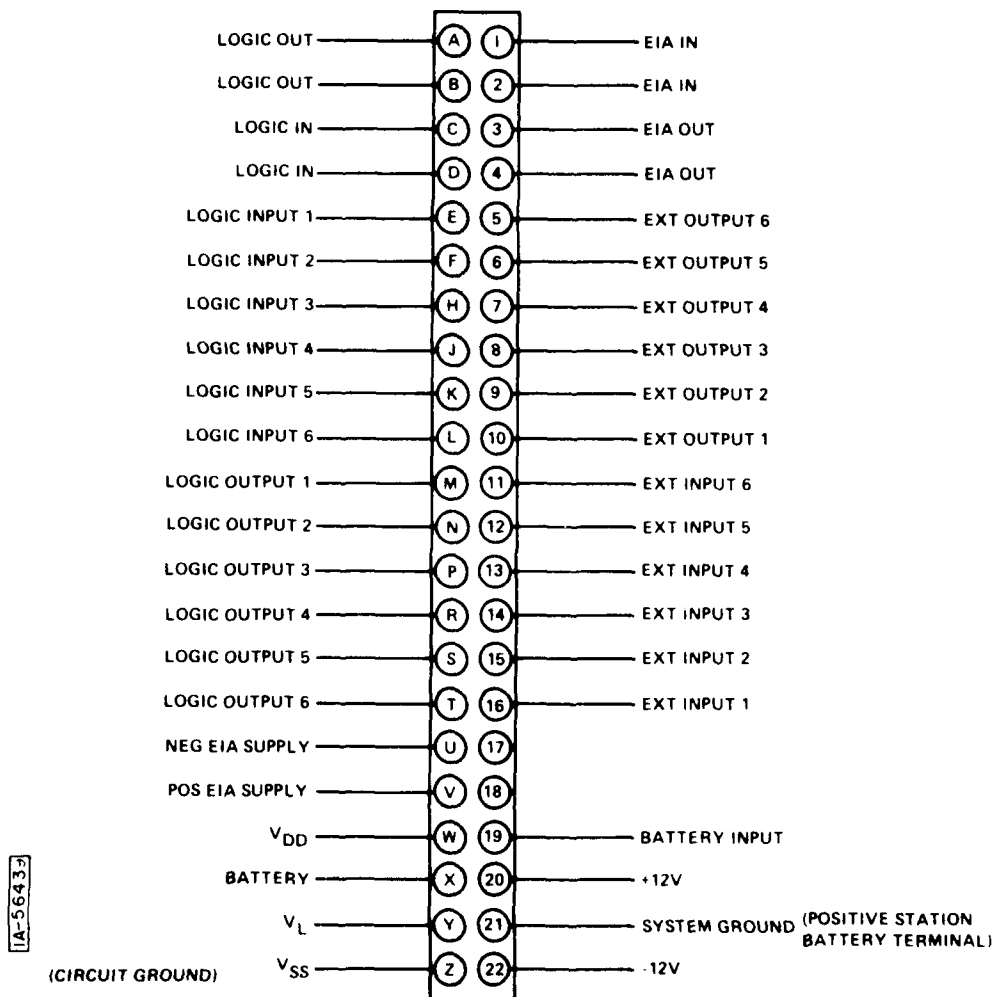 LOGIC OUT A 1 EIA IN
LOGIC OUT B 2 EIA IN
LOGIC IN C 3 EIA OUT
LOGIC IN D 4 EIA OUT
LOGIC INPUT 1 E 5 EXT OUTPUT 6
LOGIC INPUT 2 F 6 EXT OUTPUT 5
LOGIC INPUT 3 H 7 EXT OUTPUT 4
LOGIC INPUT 4 J 8 EXT OUTPUT 3
LOGIC INPUT 5 K 9 EXT OUTPUT 2
LOGIC INPUT 6 L 10 EXT OUTPUT 1
LOGIC OUTPUT 1 M 11 EXT INPUT 6
LOGIC OUTPUT 2 N 12 EXT INPUT 5
LOGIC OUTPUT 3 P 13 EXT INPUT 4
LOGIC OUTPUT 4 R 14 EXT INPUT 3
LOGIC OUTPUT 5 S 15 EXT INPUT 2
LOGIC OUTPUT 6 T 16 EXT INPUT 1
NEG EIA SUPPLY U 17
POS EIA SUPPLY V 18
VDD W 19 BATTERY INPUT
BATTERY X 20 +12V
VL Y 21 SYSTEM GROUND (POSITIVE STATION
BATTERY TERMINAL)
(CIRCUIT GROUND) VSS Z 22 -12V